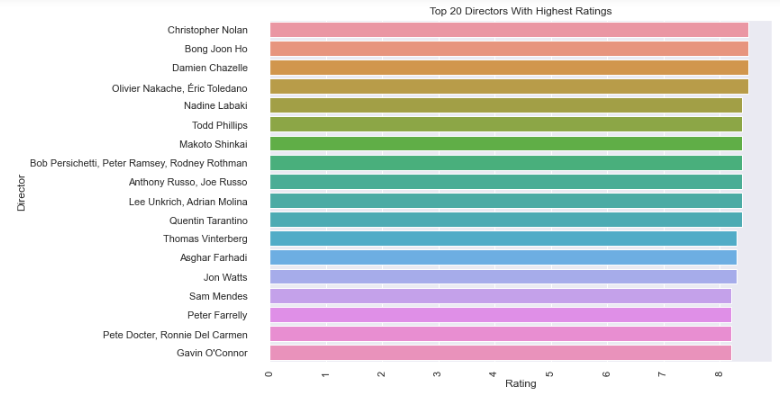 Top 20 Directors With Highest Ratings
Christopher Nolan
Bong Joon Ho
Damien Chazelle
Olivier Nakache, Éric Toledano
Nadine Labaki
Todd Phillips
Makoto Shinkai
Bob Persichetti, Peter Ramsey, Rodney Rothman
Anthony Russo, Joe Russo
Lee Unkrich, Adrian Molina
Quentin Tarantino
Thomas Vinterberg
Asghar Farhadi
Jon Watts
Sam Mendes
Peter Farrelly
Pete Docter, Ronnie Del Carmen
Gavin O'Connor
Director
0 1 2 3 4 5 6 7 8
Rating